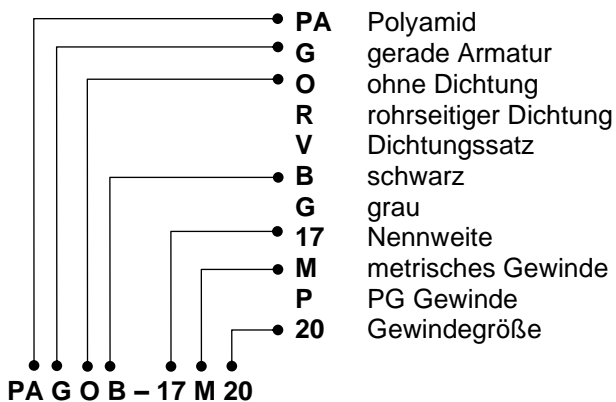 PA Polyamid
G gerade Armatur
O ohne Dichtung
R rohrseitiger Dichtung
V Dichtungssatz
B schwarz
G grau
17 Nennweite
M metrisches Gewinde
P PG Gewinde
20 Gewindegröße
PA G O B – 17 M 20